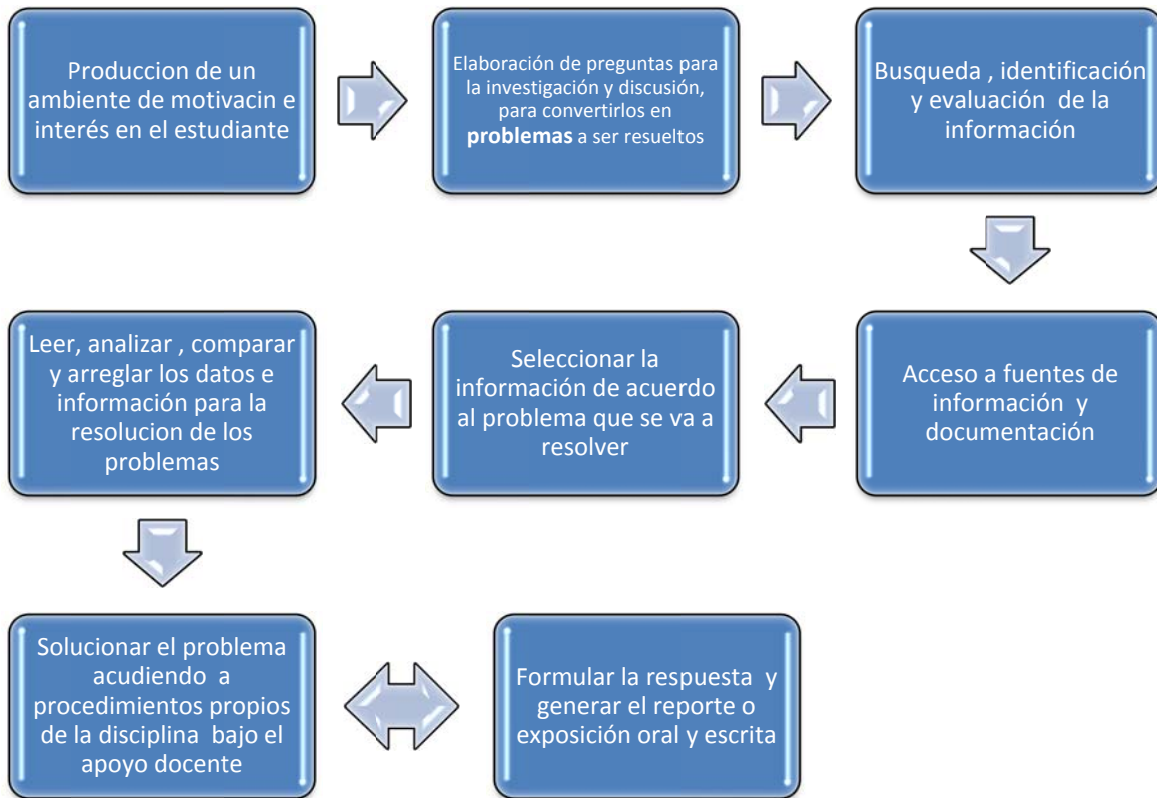 Produccion de un
ambiente de motivacin e
interés en el estudiante
Elaboración de preguntas para
la investigación y discusión,
para convertirlos en
problemas a ser resueltos
Busqueda , identificación
y evaluación de la
información
Acceso a fuentes de
información y
documentación
Seleccionar la
información de acuerdo
al problema que se va a
resolver
Leer, analizar , comparar
y arreglar los datos e
información para la
resolucion de los
problemas
Solucionar el problema
acudiendo a
procedimientos propios
de la disciplina bajo el
apoyo docente
Formular la respuesta y
generar el reporte o
exposición oral y escrita